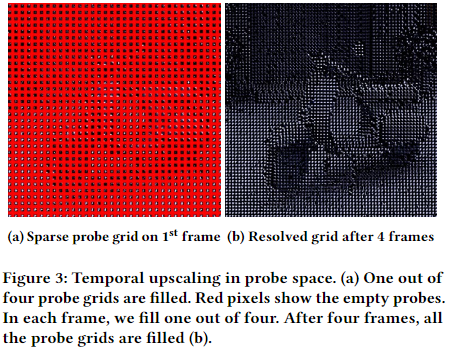 (a) Sparse probe grid on 1st frame (b) Resolved grid after 4 frames
Figure 3: Temporal upscaling in probe space. (a) One out of
four probe grids are filled. Red pixels show the empty probes.
In each frame, we fill one out of four. After four frames, all
the probe grids are filled (b).